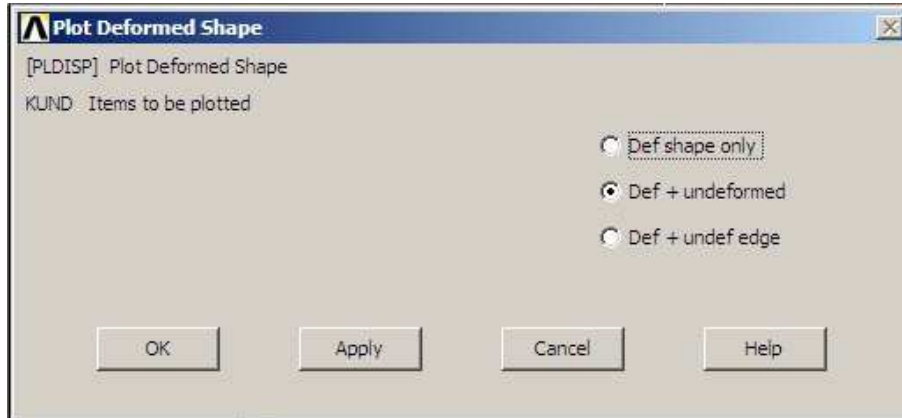 Plot Deformed Shape
[PLDISP] Plot Deformed Shape
KUND Items to be plotted
Def shape only
Def + undeformed
Def + undef edge
OK Apply Cancel Help